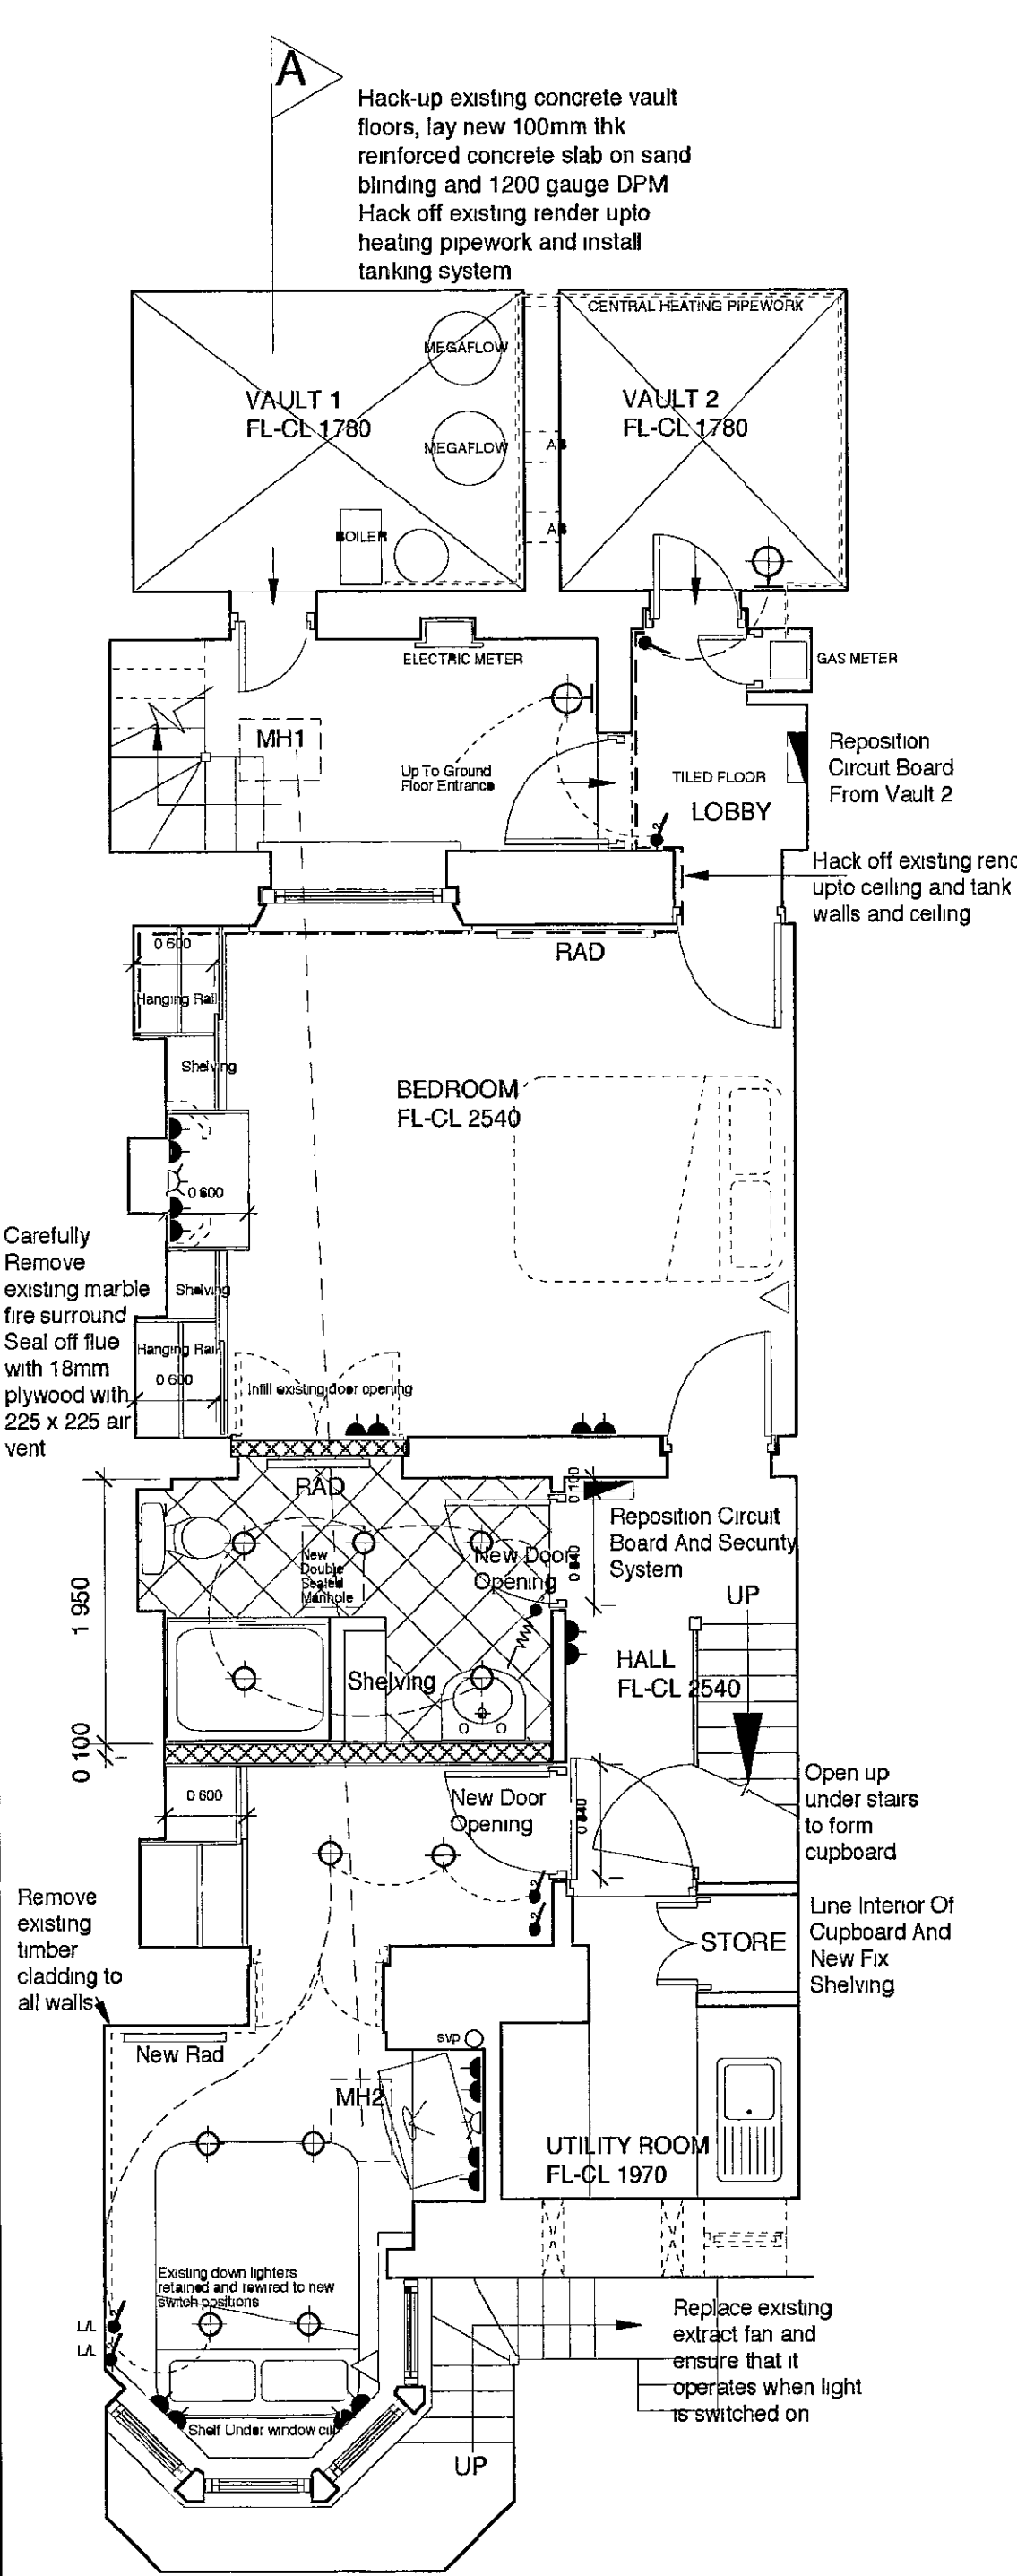 A
Hack-up existing concrete vault
floors, lay new 100mm thk
reinforced concrete slab on sand
blinding and 1200 gauge DPM
Hack off existing render upto
heating pipework and install
tanking system
MEGAFLOW
VAULT 1
FL-CL 1780
MEGAFLOW
BOILER
CENTRAL HEATING PIPEWORK
VAULT 2
FL-CL 1780
AB
AB
ELECTRIC METER
GAS METER
MH1
Up To Ground
Floor Entrance
TILED FLOOR
LOBBY
2
Reposition
Circuit Board
From Vault 2
Hack off existing
upto ceiling and tank
walls and ceiling
RAD
0 600
Hanging Rail
Shelving
BEDROOM
FL-CL 2540
0 600
Carefully
Remove
existing marble
fire surround
Seal off flue
with 18mm
plywood with
225 x 225 air
vent
Shelving
Hanging Rail
0 600
Infill existing door opening
RAD
0 100
Reposition Circuit
Board And Security
System
New
Double
Sealed
Manhole
New Door
Opening
1 950
UP
HALL
FL-CL 2540
Shelving
0 100
0 600
New Door
Opening
2
2
Open up
under stairs
to form
cupboard
Remove
existing
timber
cladding to
all walls
STORE
Line Interior Of
Cupboard And
New Fix
Shelving
New Rad
svp
MH2
UTILITY ROOM
FL-CL 1970
Existing down lighters
retained and rewired to new
switch positions
L/L
L/L
Shelf Under window cill
Replace existing
extract fan and
ensure that it
operates when light
is switched on
UP